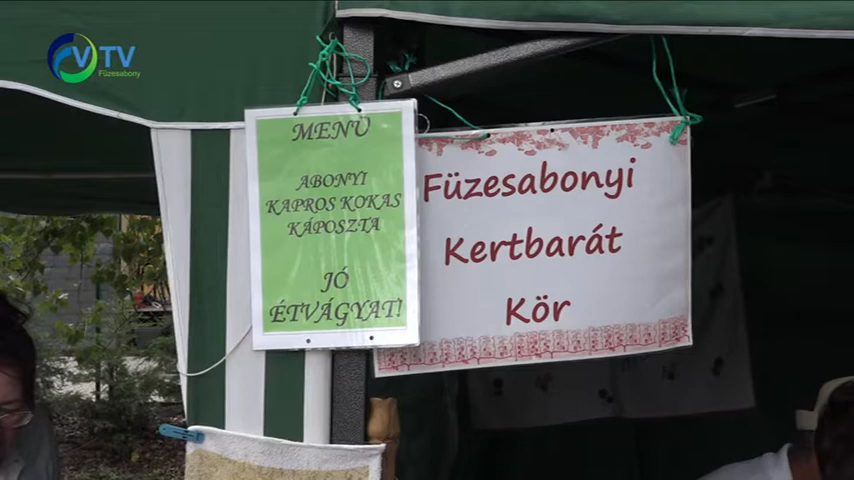 VTV
Füzesabony
MENÜ
ABONYI
KAPROS KOKAS
KÁPOSZTA
JÓ
ÉTVÁGYAT!
Füzesabonyi
Kertbarát
Kör